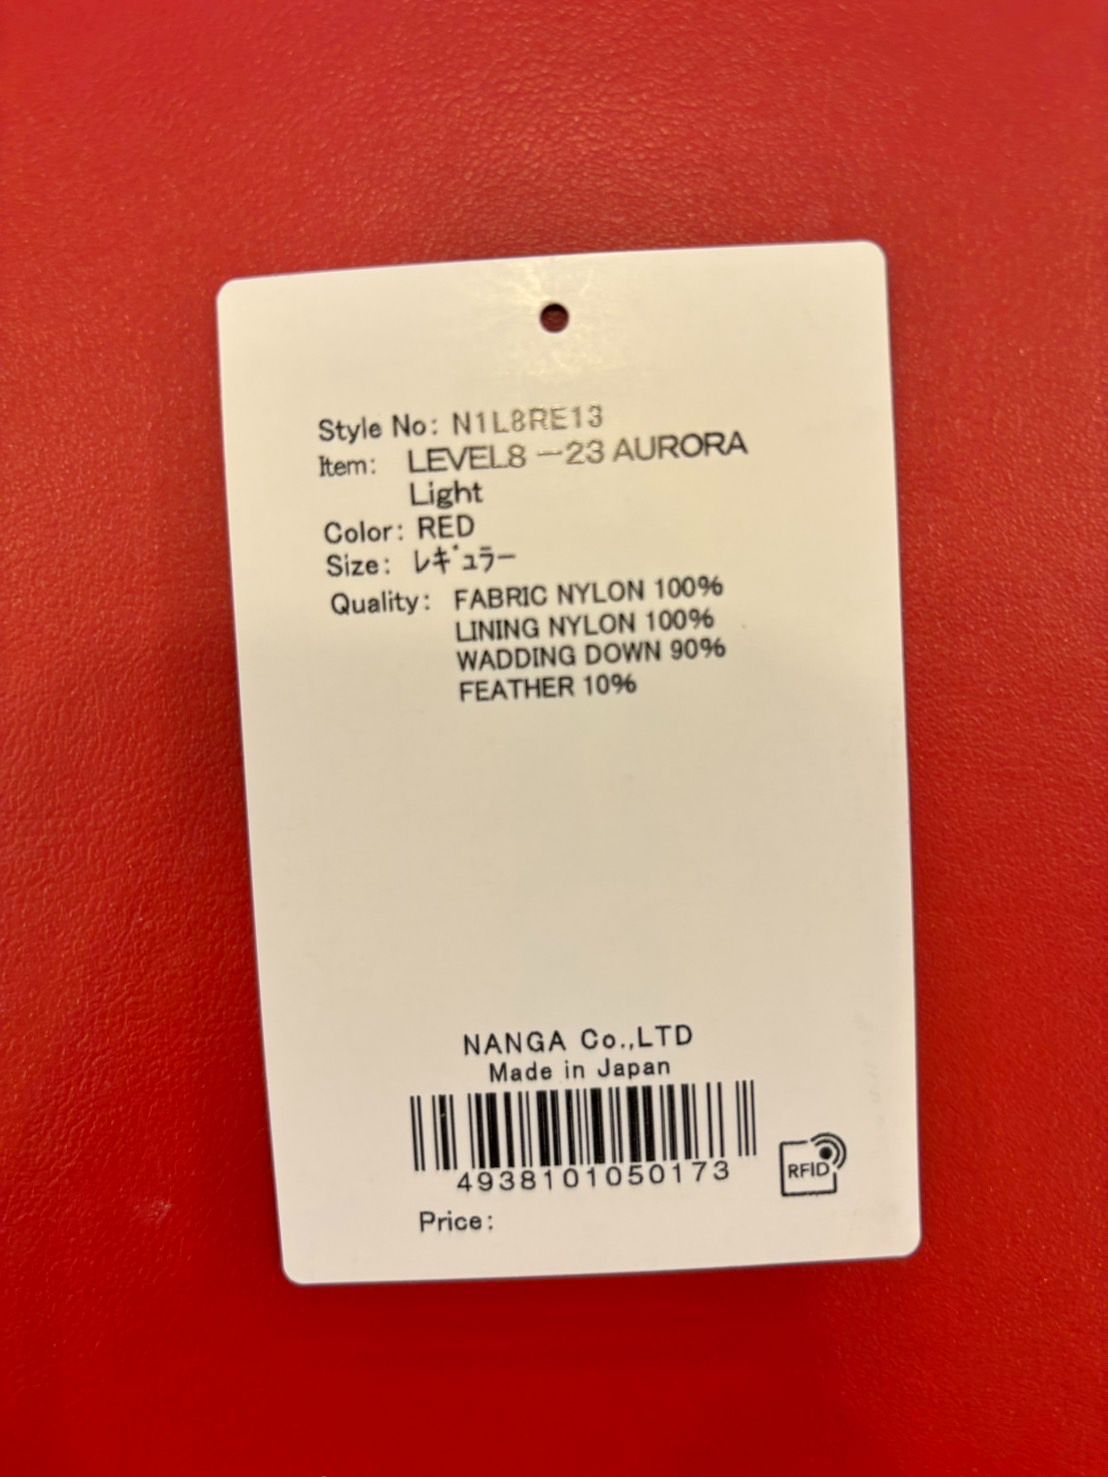 Style No: N1L8RE13
Item: LEVEL8 －23 AURORA
Light
Color: RED
Size: ﾚｷﾞｭﾗｰ
Quality: FABRIC NYLON 100%
LINING NYLON 100%
WADDING DOWN 90%
FEATHER 10%
NANGA Co.,LTD
Made in Japan
4938101050173
RFID
Price: